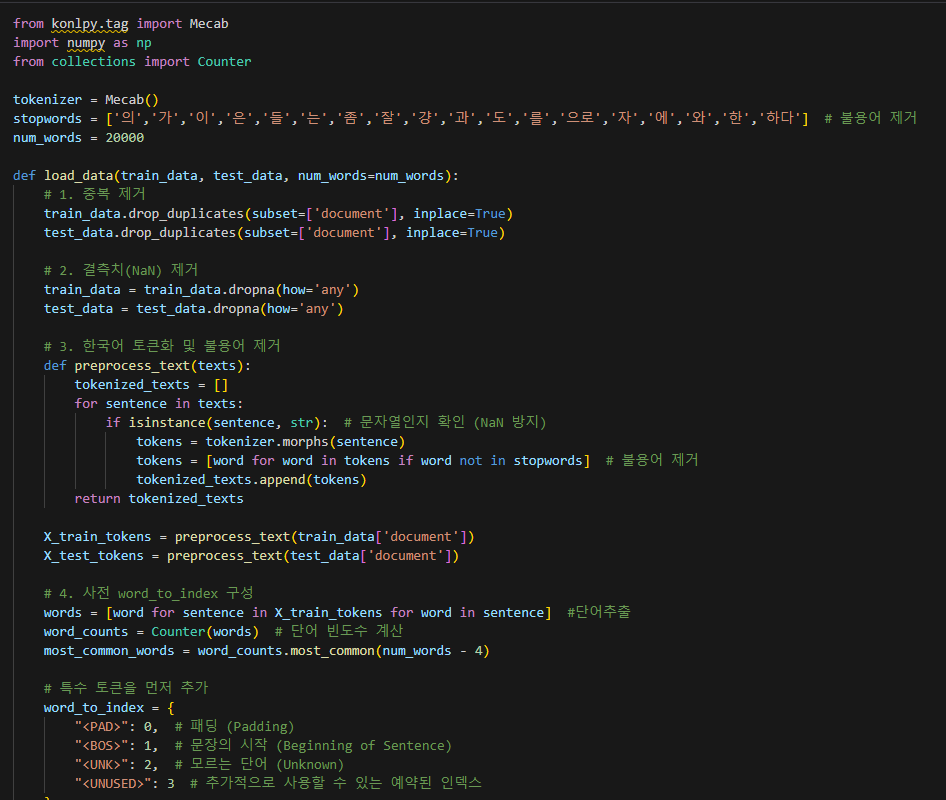 from konlpy.tag import Mecab
import numpy as np
from collections import Counter

tokenizer = Mecab()
stopwords = ['의','가','이','은','들','는','좀','잘','걍','과','도','를','으로','자','에','와','한','하다']  # 불용어 제거
num_words = 20000

def load_data(train_data, test_data, num_words=num_words):
    # 1. 중복 제거
    train_data.drop_duplicates(subset=['document'], inplace=True)
    test_data.drop_duplicates(subset=['document'], inplace=True)

    # 2. 결측치(NaN) 제거
    train_data = train_data.dropna(how='any')
    test_data = test_data.dropna(how='any')

    # 3. 한국어 토큰화 및 불용어 제거
    def preprocess_text(texts):
        tokenized_texts = []
        for sentence in texts:
            if isinstance(sentence, str):  # 문자열인지 확인 (NaN 방지)
                tokens = tokenizer.morphs(sentence)
                tokens = [word for word in tokens if word not in stopwords]  # 불용어 제거
                tokenized_texts.append(tokens)
        return tokenized_texts

    X_train_tokens = preprocess_text(train_data['document'])
    X_test_tokens = preprocess_text(test_data['document'])

    # 4. 사전 word_to_index 구성
    words = [word for sentence in X_train_tokens for word in sentence]  #단어추출
    word_counts = Counter(words)  # 단어 빈도수 계산
    most_common_words = word_counts.most_common(num_words - 4)

    # 특수 토큰을 먼저 추가
    word_to_index = {
        "<PAD>": 0,  # 패딩 (Padding)
        "<BOS>": 1,  # 문장의 시작 (Beginning of Sentence)
        "<UNK>": 2,  # 모르는 단어 (Unknown)
        "<UNUSED>": 3  # 추가적으로 사용할 수 있는 예약된 인덱스
    }